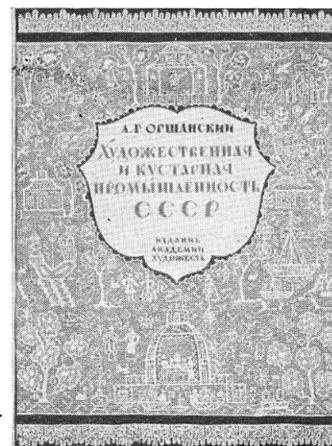 Л. Г. ОРШАНСКИЙ
ХУДОЖЕСТВЕННАЯ
И КУСТАРНАЯ
ПРОМЫШЛЕННОСТЬ
СССР
ИЗДАНИЕ
АКАДЕМИИ
ХУДОЖЕСТВ